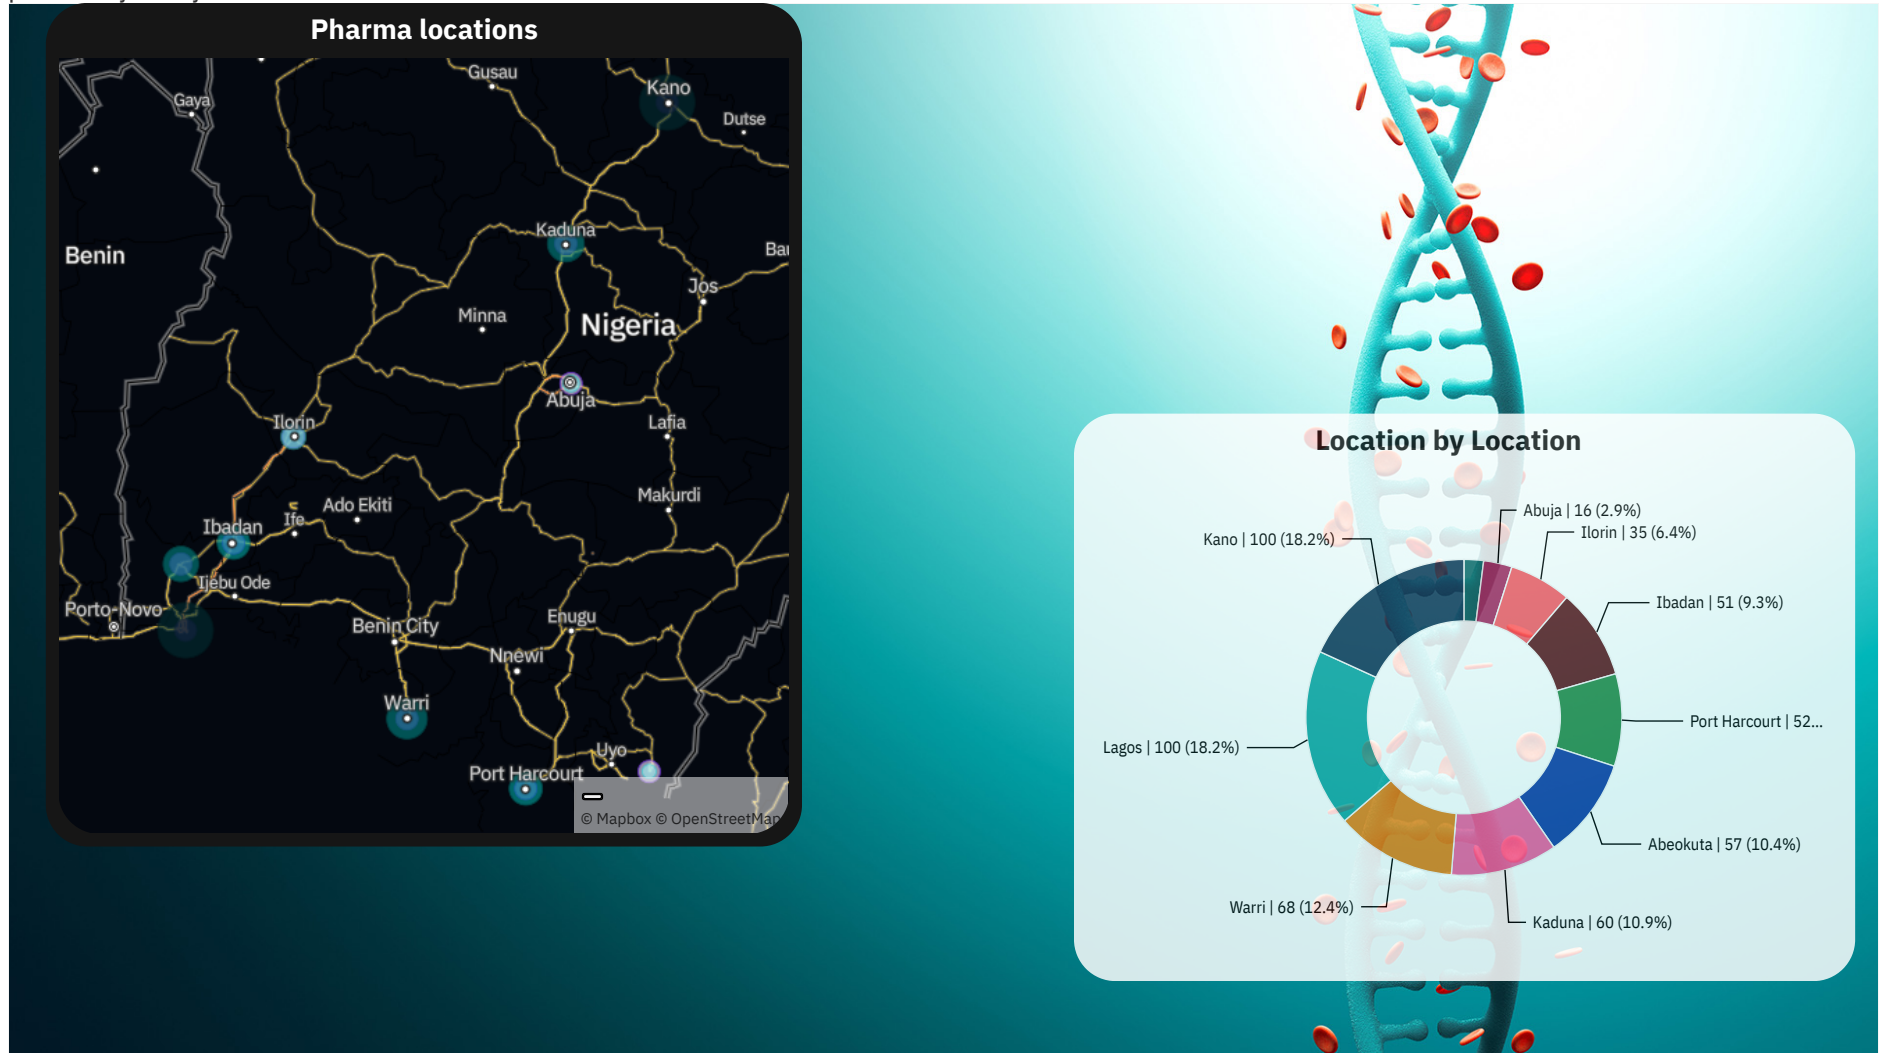 Pharma locations
Gusau
Kano
Gaya
Dutse
Kaduna
Benin
Bau
Jos
Minna
Nigeria
Abuja
Ilorin
Lafia
Makurdi
Ado Ekiti
Ife
Ibadan
Ijebu Ode
Porto-Novo
Enugu
Benin City
Nnewi
Warri
Uyo
Port Harcourt
© Mapbox © OpenStreetMap
Location by Location
Abuja | 16 (2.9%)
Ilorin | 35 (6.4%)
Kano | 100 (18.2%)
Ibadan | 51 (9.3%)
Port Harcourt | 52...
Lagos | 100 (18.2%)
Abeokuta | 57 (10.4%)
Warri | 68 (12.4%)
Kaduna | 60 (10.9%)